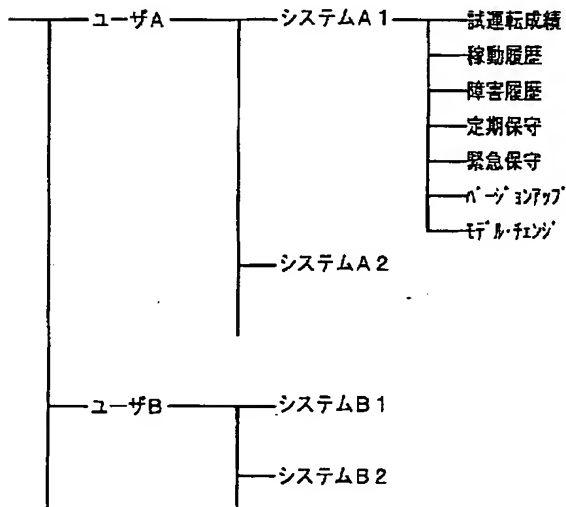 ユーザA システムA1 試運転成績
稼動履歴
障害履歴
定期保守
緊急保守
バージョンアップ
モデル・チェンジ
システムA2
ユーザB システムB1
システムB2